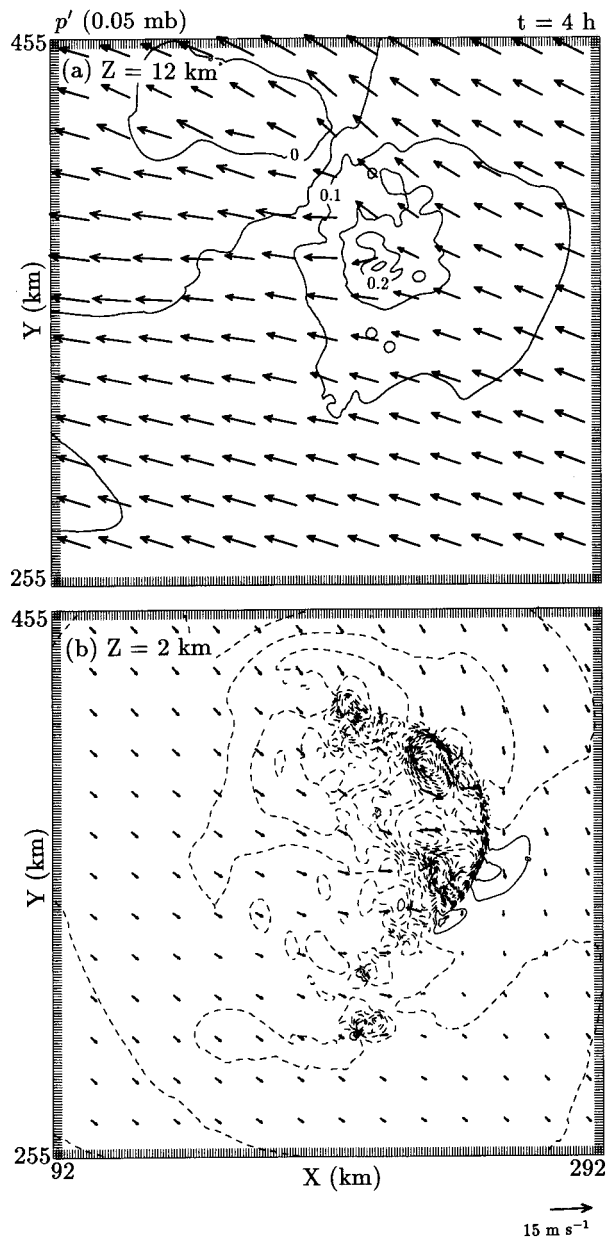 p′ (0.05 mb)
t = 4 h
455
(a) Z = 12 km
0
0.1
0.2
Y (km)
255
455
(b) Z = 2 km
Y (km)
255
92
X (km)
292
15 m s⁻¹